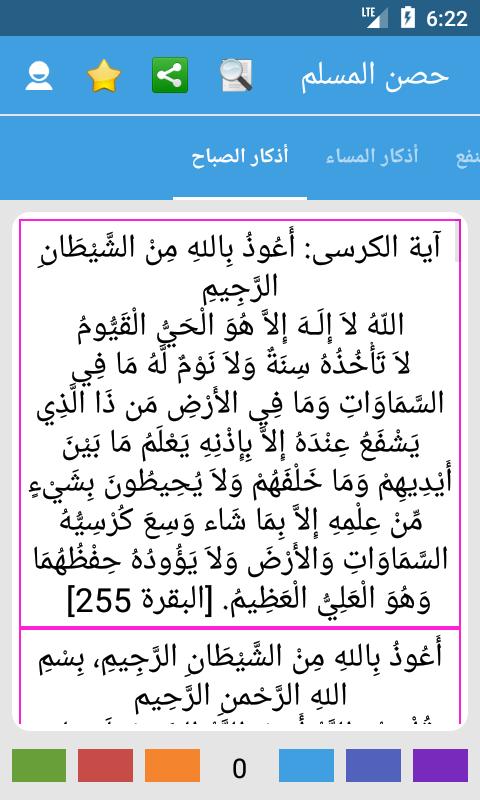 LTE 6:22
حصن المسلم
أذكار المساء
أذكار الصباح
آية الكرسى: أَعُوذُ بِاللهِ مِنْ الشَّيْطَانِ
الرَّجِيمِ
اللّهُ لاَ إِلَـهَ إِلاَّ هُوَ الْحَيُّ الْقَيُّومُ
لاَ تَأْخُذُهُ سِنَةٌ وَلاَ نَوْمٌ لَّهُ مَا فِي
السَّمَاوَاتِ وَمَا فِي الأَرْضِ مَن ذَا الَّذِي
يَشْفَعُ عِنْدَهُ إِلاَّ بِإِذْنِهِ يَعْلَمُ مَا بَيْنَ
أَيْدِيهِمْ وَمَا خَلْفَهُمْ وَلاَ يُحِيطُونَ بِشَيْءٍ
مِّنْ عِلْمِهِ إِلاَّ بِمَا شَاء وَسِعَ كُرْسِيُّهُ
السَّمَاوَاتِ وَالأَرْضَ وَلاَ يَؤُودُهُ حِفْظُهُمَا
وَهُوَ الْعَلِيُّ الْعَظِيمُ. [البقرة 255]
أَعُوذُ بِاللهِ مِنْ الشَّيْطَانِ الرَّجِيمِ، بِسْمِ
اللهِ الرَّحْمنِ الرَّحِيم
0